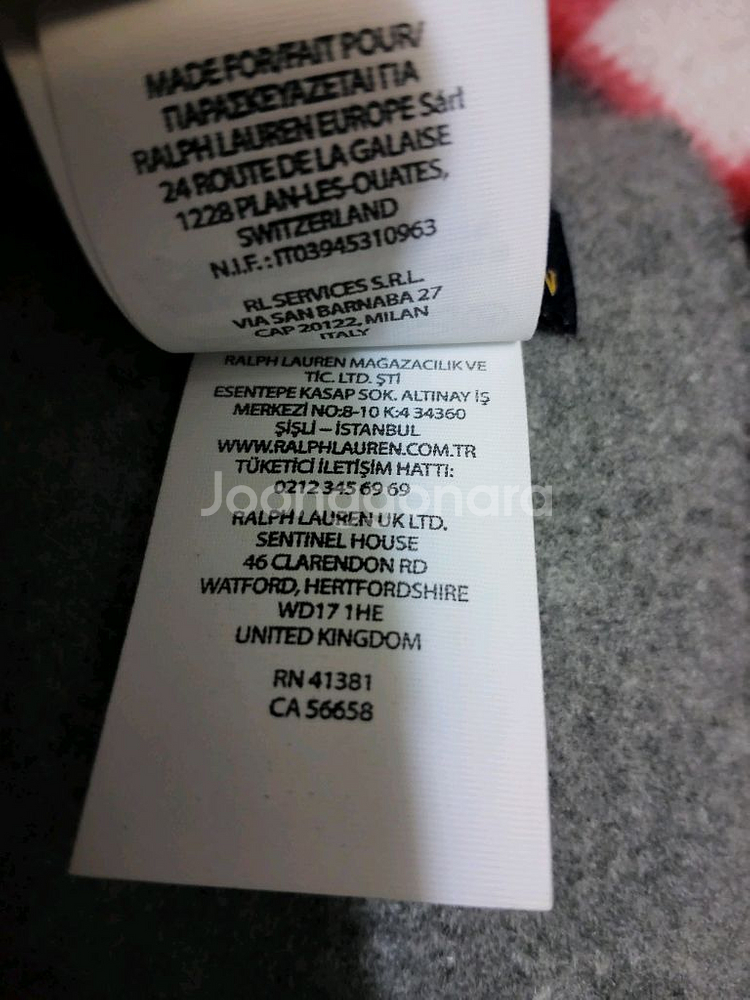 MADE FOR/FAIT POUR/
ΠΑΡΑΣΚΕΥΑΖΕΤΑΙ ΓΙΑ
RALPH LAUREN EUROPE Sárl
24 ROUTE DE LA GALAISE
1228 PLAN-LES-OUATES,
SWITZERLAND
N.I.F.: IT03945310963
RL SERVICES S.R.L.
VIA SAN BARNABA 27
CAP 20122, MILAN
ITALY
RALPH LAUREN MAĞAZACILIK VE
TİC. LTD. ŞTİ
ESENTEPE KASAP SOK. ALTINAY İŞ
MERKEZİ NO:8-10 K:4 34360
ŞİŞLİ – İSTANBUL
WWW.RALPHLAUREN.COM.TR
TÜKETİCİ İLETİŞİM HATTI:
0212 345 69 69
Joonggonara
RALPH LAUREN UK LTD.
SENTINEL HOUSE
46 CLARENDON RD
WATFORD, HERTFORDSHIRE
WD17 1HE
UNITED KINGDOM
RN 41381
CA 56658